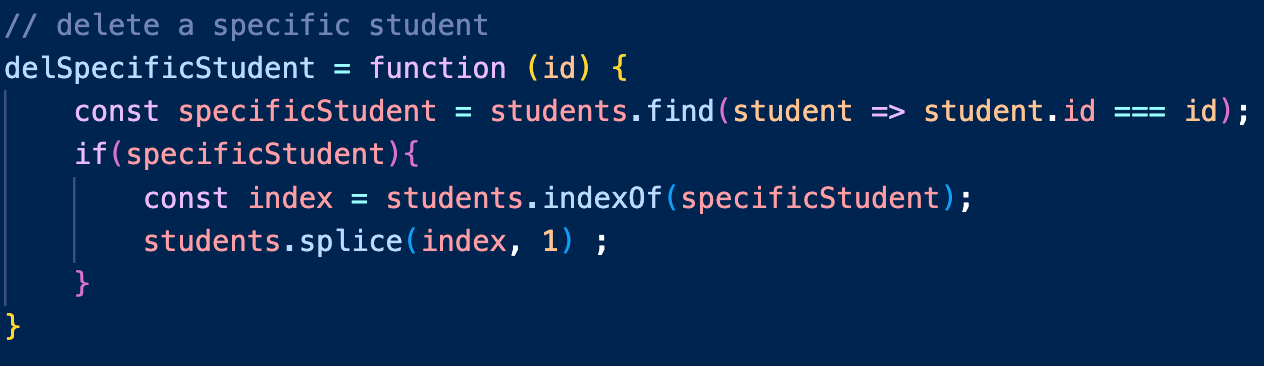 // delete a specific student
delSpecificStudent = function (id) {
    const specificStudent = students.find(student => student.id === id);
    if(specificStudent){
        const index = students.indexOf(specificStudent);
        students.splice(index, 1) ;
    }
}